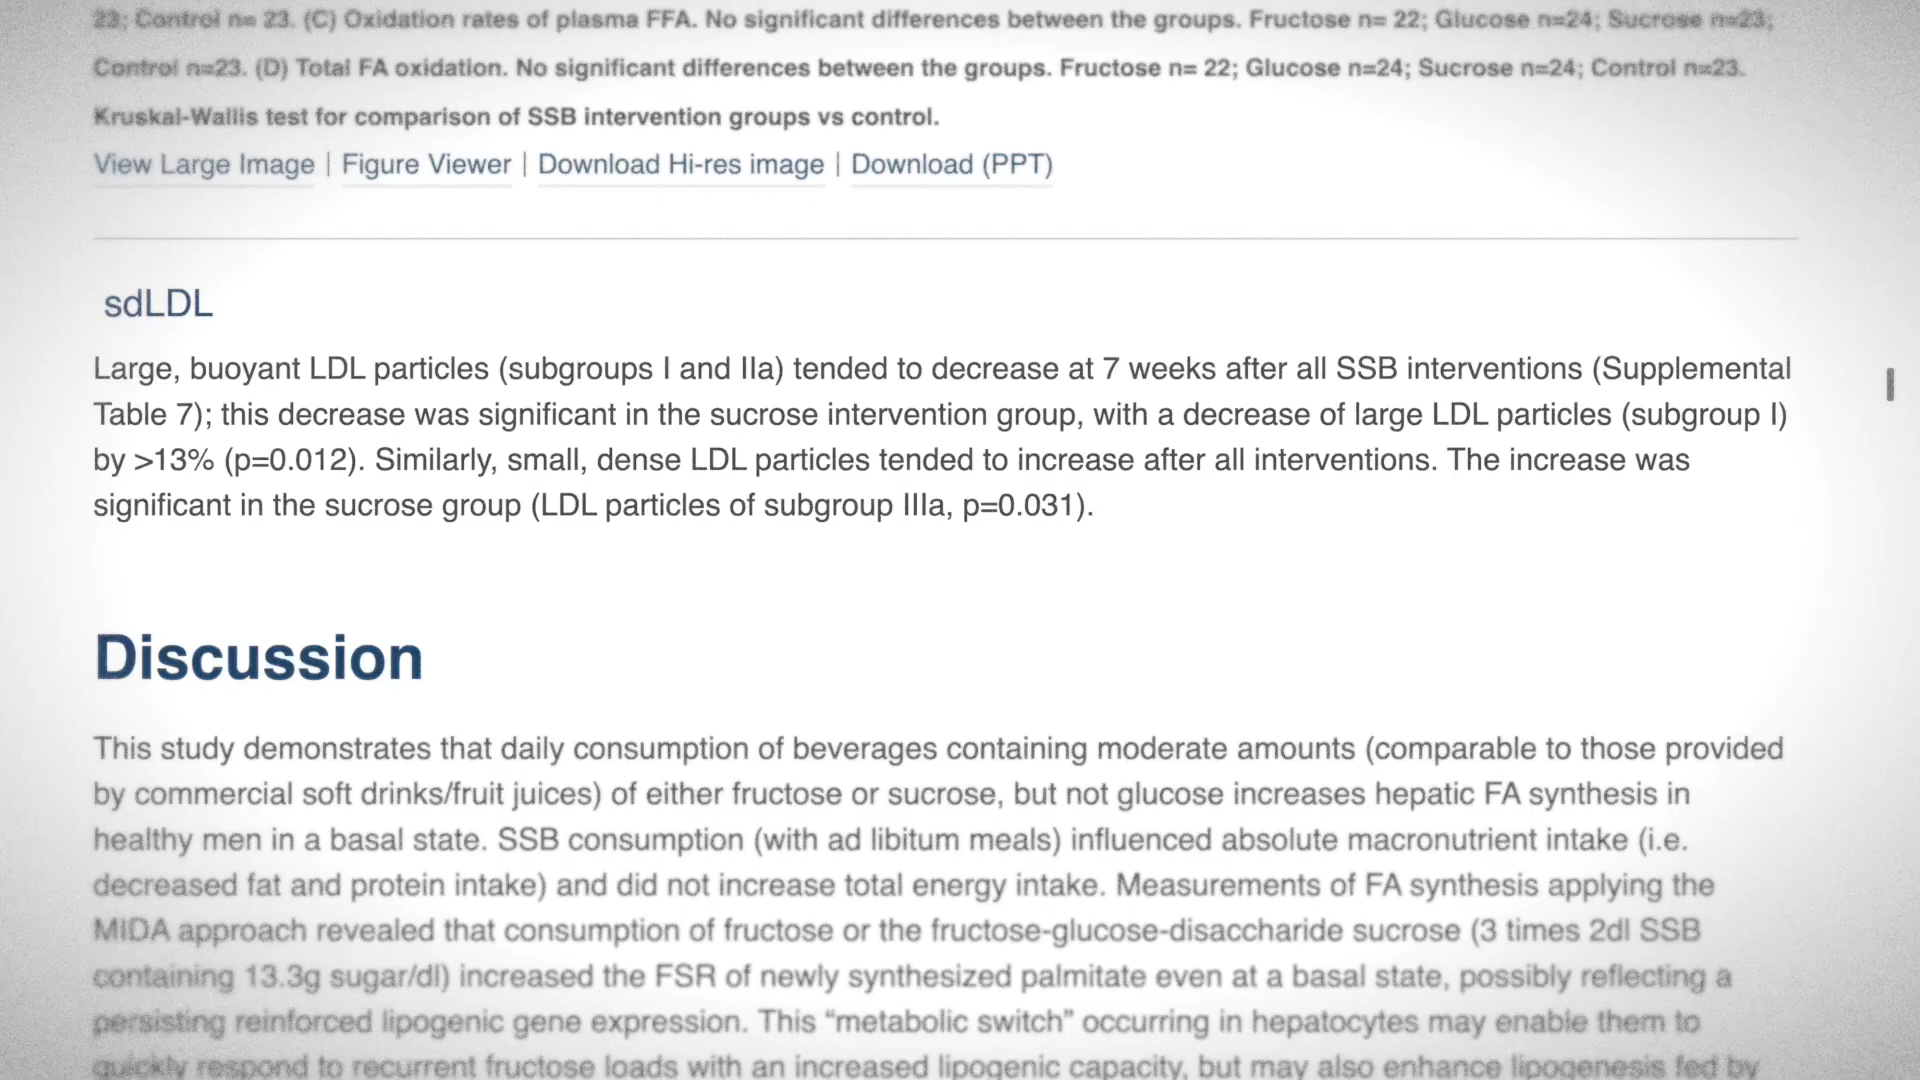 23; Control n= 23. (C) Oxidation rates of plasma FFA. No significant differences between the groups. Fructose n= 22; Glucose n=24; Sucrose n=23;
Control n=23. (D) Total FA oxidation. No significant differences between the groups. Fructose n= 22; Glucose n=24; Sucrose n=24; Control n=23.
Kruskal-Wallis test for comparison of SSB intervention groups vs control.
View Large Image | Figure Viewer | Download Hi-res image | Download (PPT)
sdLDL
Large, buoyant LDL particles (subgroups I and IIa) tended to decrease at 7 weeks after all SSB interventions (Supplemental
Table 7); this decrease was significant in the sucrose intervention group, with a decrease of large LDL particles (subgroup I)
by >13% (p=0.012). Similarly, small, dense LDL particles tended to increase after all interventions. The increase was
significant in the sucrose group (LDL particles of subgroup IIIa, p=0.031).
Discussion
This study demonstrates that daily consumption of beverages containing moderate amounts (comparable to those provided
by commercial soft drinks/fruit juices) of either fructose or sucrose, but not glucose increases hepatic FA synthesis in
healthy men in a basal state. SSB consumption (with ad libitum meals) influenced absolute macronutrient intake (i.e.
decreased fat and protein intake) and did not increase total energy intake. Measurements of FA synthesis applying the
MIDA approach revealed that consumption of fructose or the fructose-glucose-disaccharide sucrose (3 times 2dl SSB
containing 13.3g sugar/dl) increased the FSR of newly synthesized palmitate even at a basal state, possibly reflecting a
persisting reinforced lipogenic gene expression. This “metabolic switch” occurring in hepatocytes may enable them to
quickly respond to recurrent fructose loads with an increased lipogenic capacity, but may also enhance lipogenesis fed by